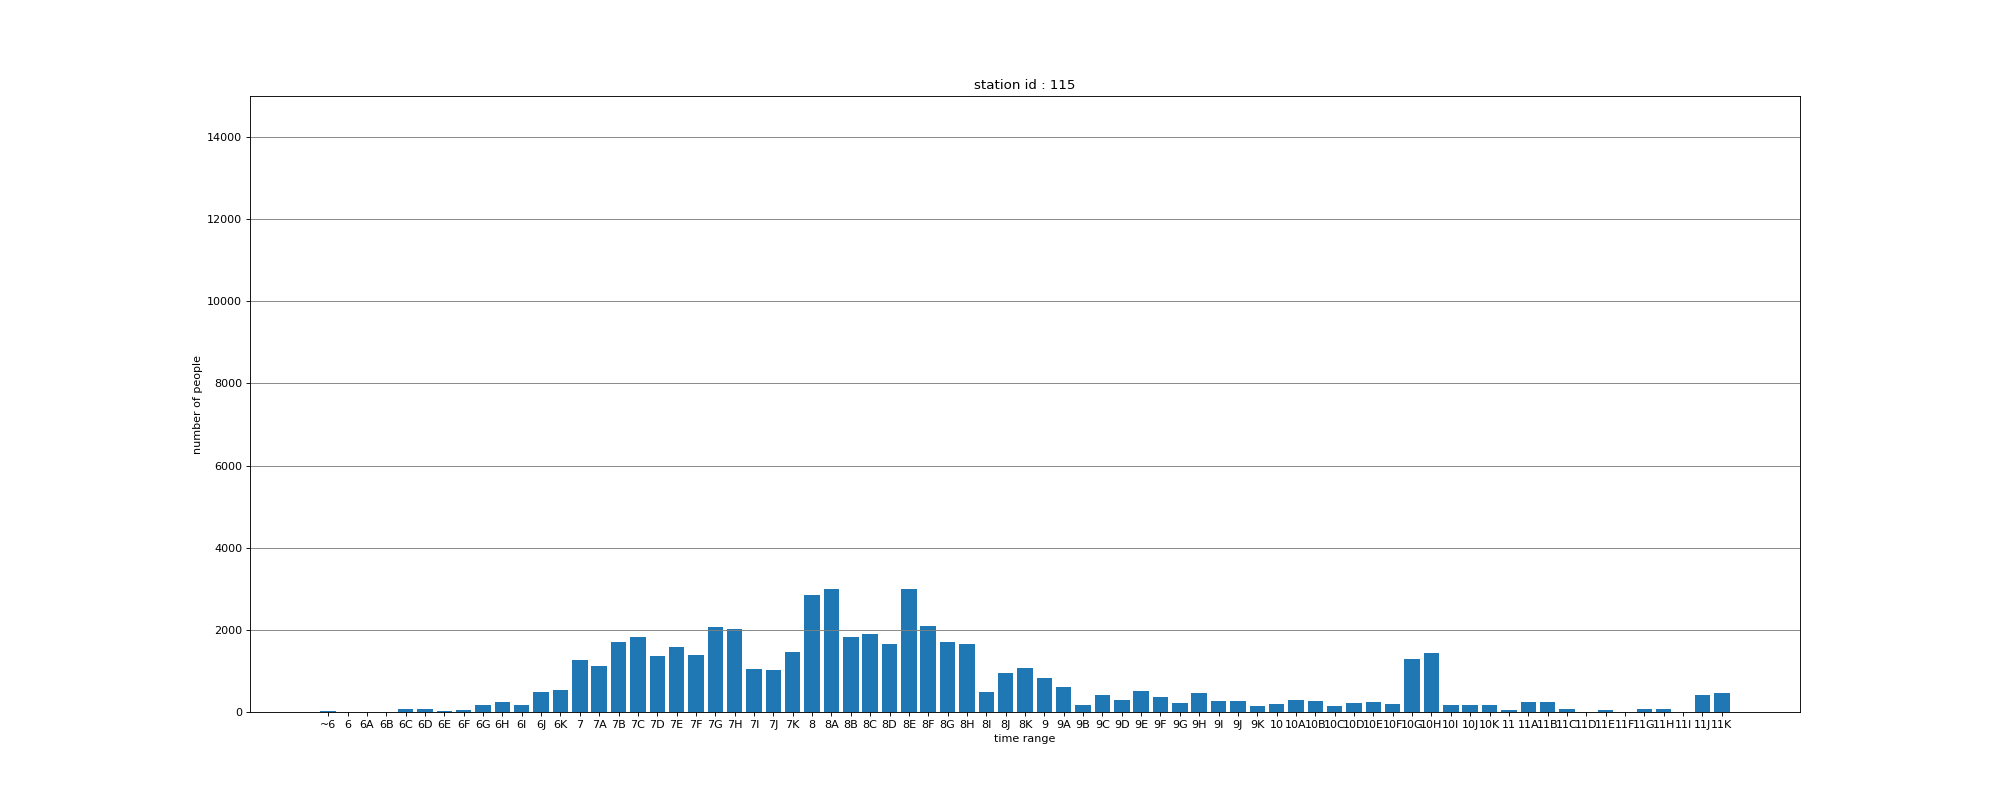 station id : 115
14000
12000
10000
8000
6000
4000
2000
0
number of people
~6 6 6A 6B 6C 6D 6E 6F 6G 6H 6I 6J 6K 7 7A 7B 7C 7D 7E 7F 7G 7H 7I 7J 7K 8 8A 8B 8C 8D 8E 8F 8G 8H 8I 8J 8K 9 9A 9B 9C 9D 9E 9F 9G 9H 9I 9J 9K 10 10A 10B 10C 10D 10E 10F 10G 10H 10I 10J 10K 11 11A 11B 11C 11D 11E 11F 11G 11H 11I 11J 11K
time range